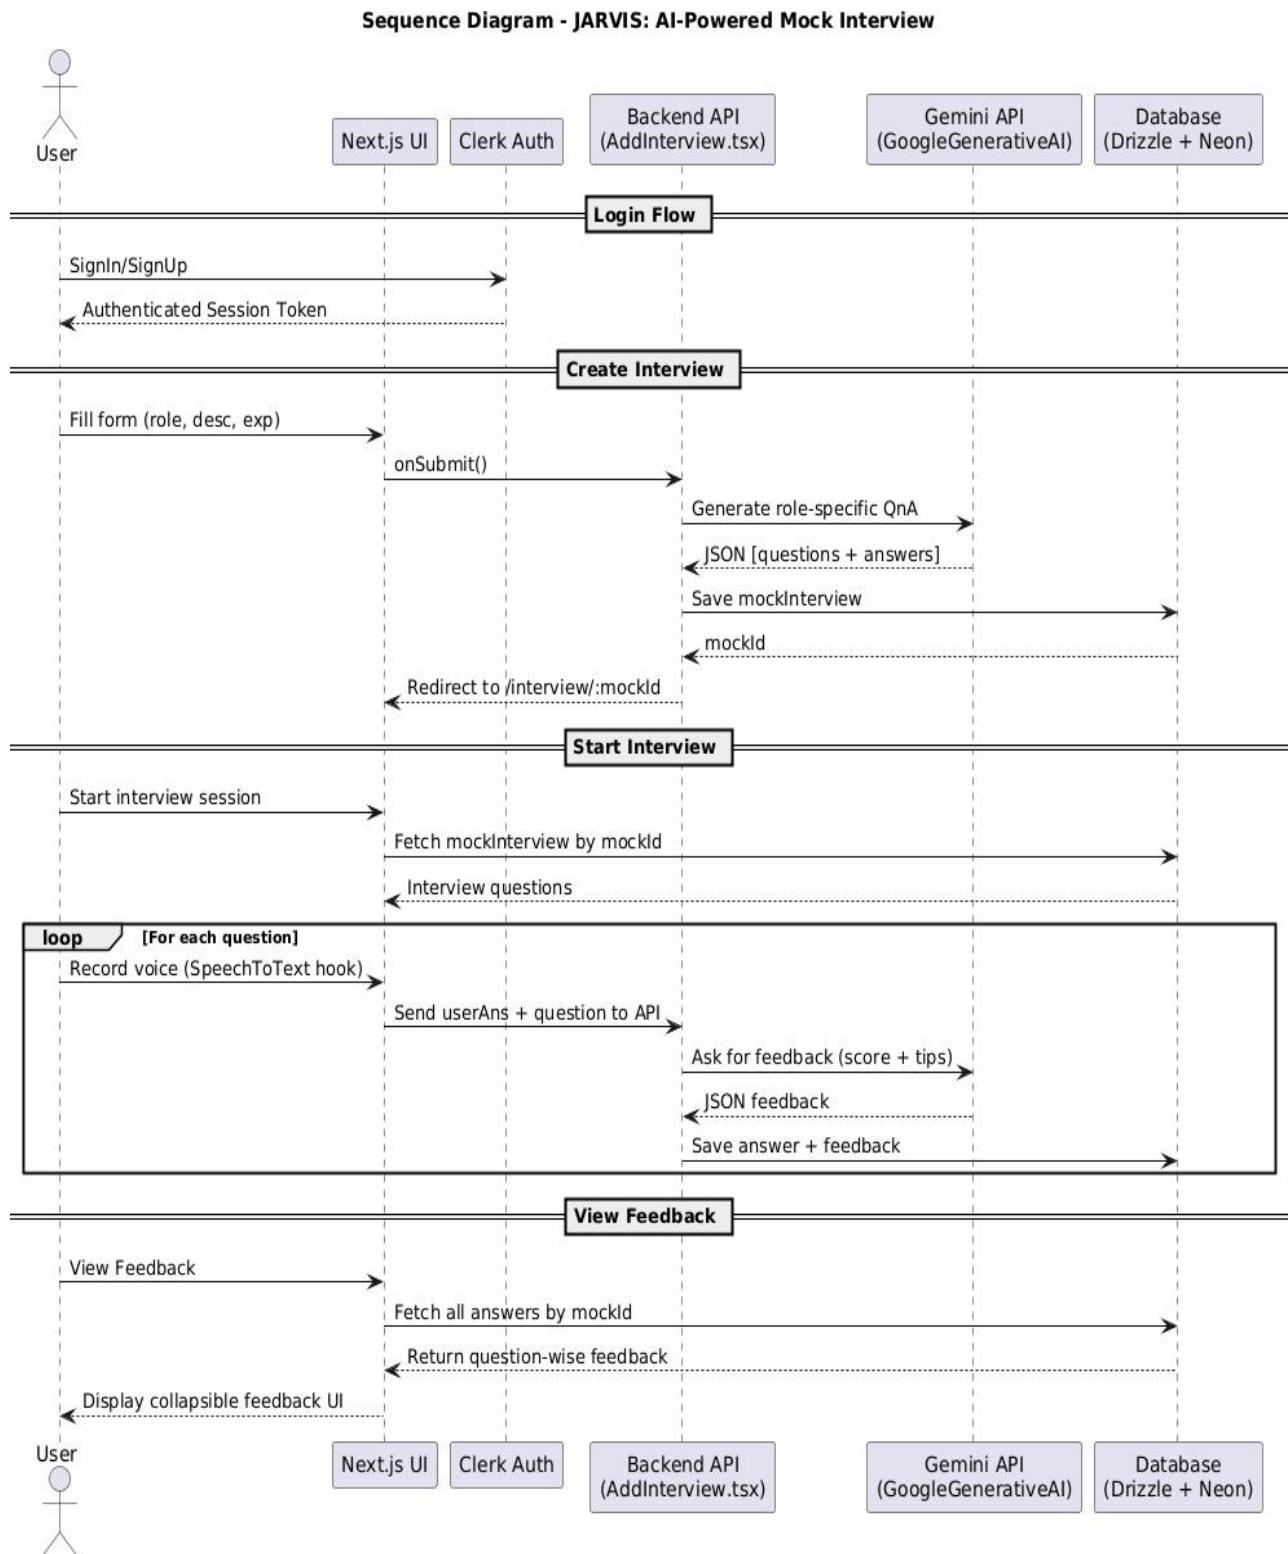 Sequence Diagram - JARVIS: AI-Powered Mock Interview
User
Next.js UI
Clerk Auth
Backend API
(AddInterview.tsx)
Gemini API
(GoogleGenerativeAI)
Database
(Drizzle + Neon)
Login Flow
SignIn/SignUp
Authenticated Session Token
Create Interview
Fill form (role, desc, exp)
onSubmit()
Generate role-specific QnA
JSON [questions + answers]
Save mockInterview
mockId
Redirect to /interview/:mockId
Start Interview
Start interview session
Fetch mockInterview by mockId
Interview questions
loop [For each question]
Record voice (SpeechToText hook)
Send userAns + question to API
Ask for feedback (score + tips)
JSON feedback
Save answer + feedback
View Feedback
View Feedback
Fetch all answers by mockId
Return question-wise feedback
Display collapsible feedback UI
User
Next.js UI
Clerk Auth
Backend API
(AddInterview.tsx)
Gemini API
(GoogleGenerativeAI)
Database
(Drizzle + Neon)